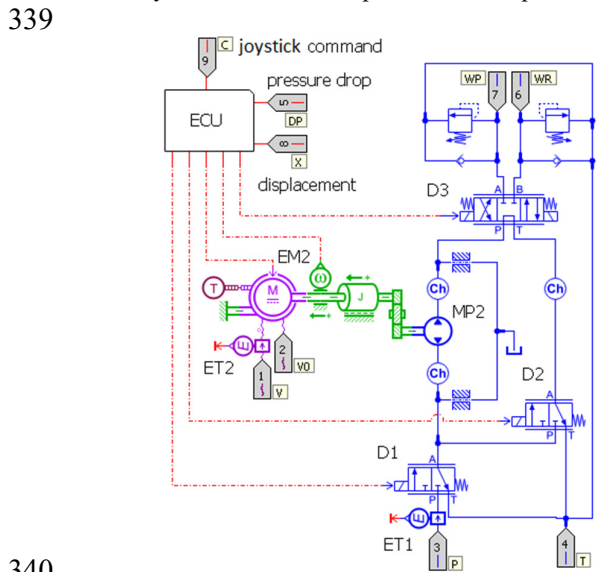 339
C
9
joystick command
pressure drop
5
DP
ECU
8
X
displacement
WP
7
WR
6
D3
A B
P T
EM2
T
M
ω
J
Ch
Ch
MP2
Ch
ET2
E
1
V
2
V0
D2
A
P T
D1
A
P T
E
ET1
3
P
4
T
340